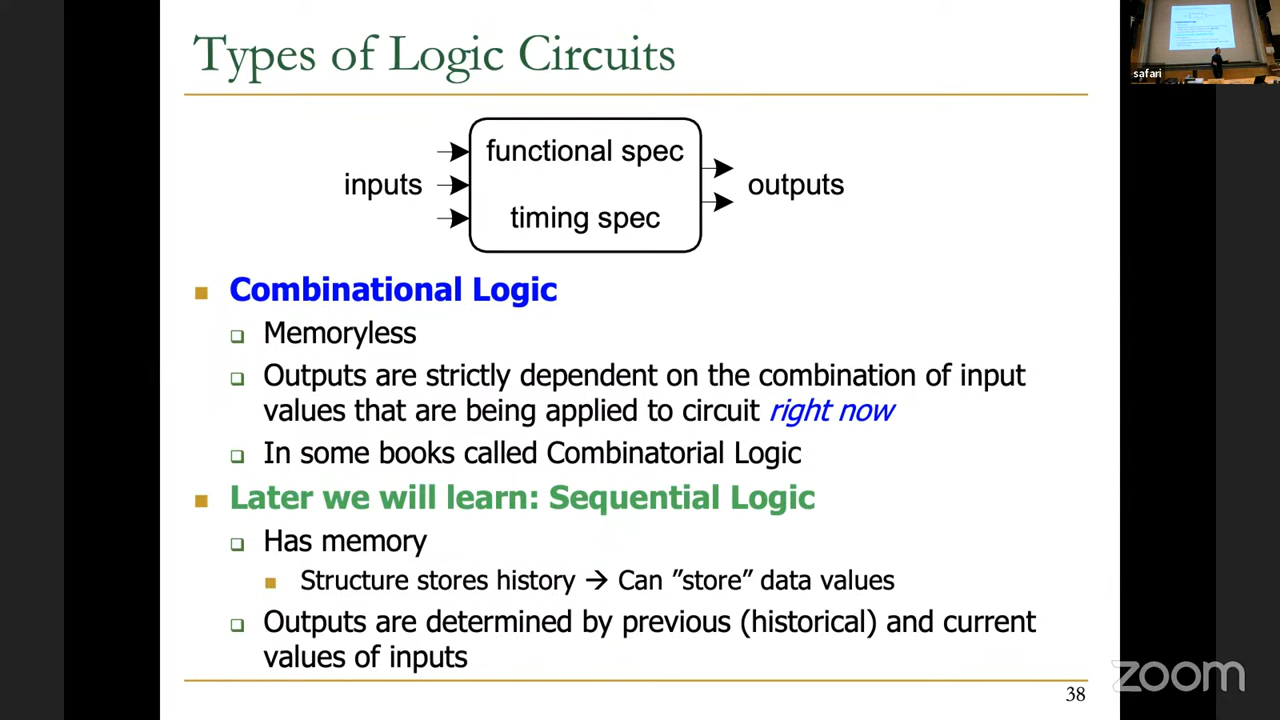 Types of Logic Circuits
safari
functional spec
inputs
outputs
timing spec
Combinational Logic
Memoryless
Outputs are strictly dependent on the combination of input
values that are being applied to circuit right now
In some books called Combinatorial Logic
Later we will learn: Sequential Logic
Has memory
Structure stores history → Can ”store” data values
Outputs are determined by previous (historical) and current
values of inputs
38
zoom